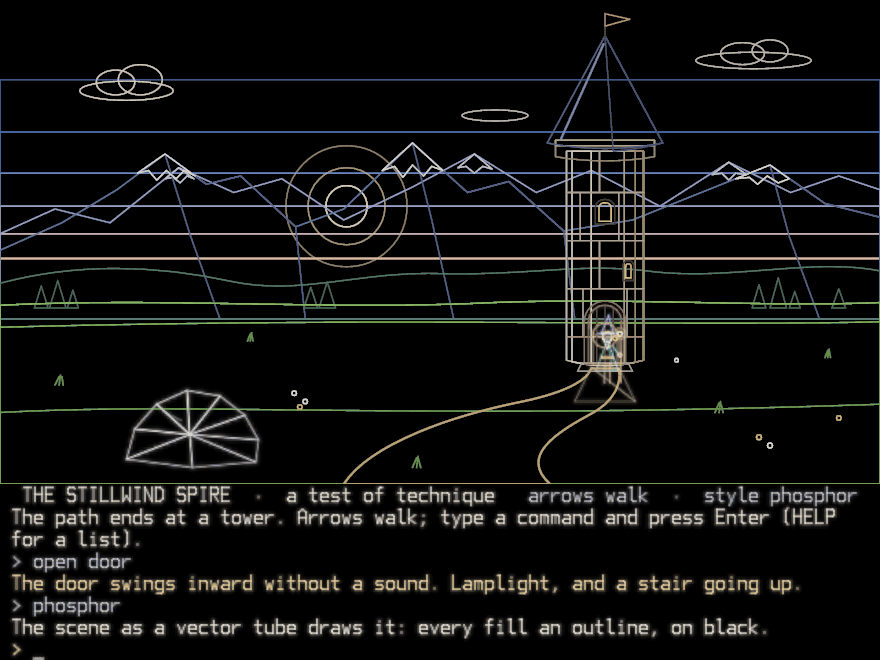 THE STILLWIND SPIRE · a test of technique arrows walk · style phosphor
The path ends at a tower. Arrows walk; type a command and press Enter (HELP
for a list).
> open door
The door swings inward without a sound. Lamplight, and a stair going up.
> phosphor
The scene as a vector tube draws it: every fill an outline, on black.
> _